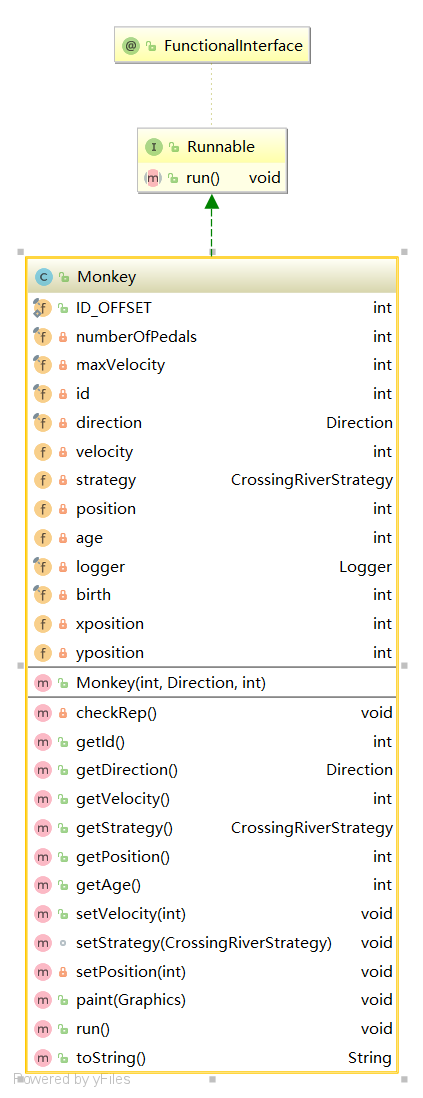 @ FunctionalInterface
I Runnable
m run() void
C Monkey
f ID_OFFSET int
f numberOfPedals int
f maxVelocity int
f id int
f direction Direction
f velocity int
f strategy CrossingRiverStrategy
f position int
f age int
f logger Logger
f birth int
f xposition int
f yposition int
m Monkey(int, Direction, int)
m checkRep() void
m getId() int
m getDirection() Direction
m getVelocity() int
m getStrategy() CrossingRiverStrategy
m getPosition() int
m getAge() int
m setVelocity(int) void
m setStrategy(CrossingRiverStrategy) void
m setPosition(int) void
m paint(Graphics) void
m run() void
m toString() String
Powered by yFiles